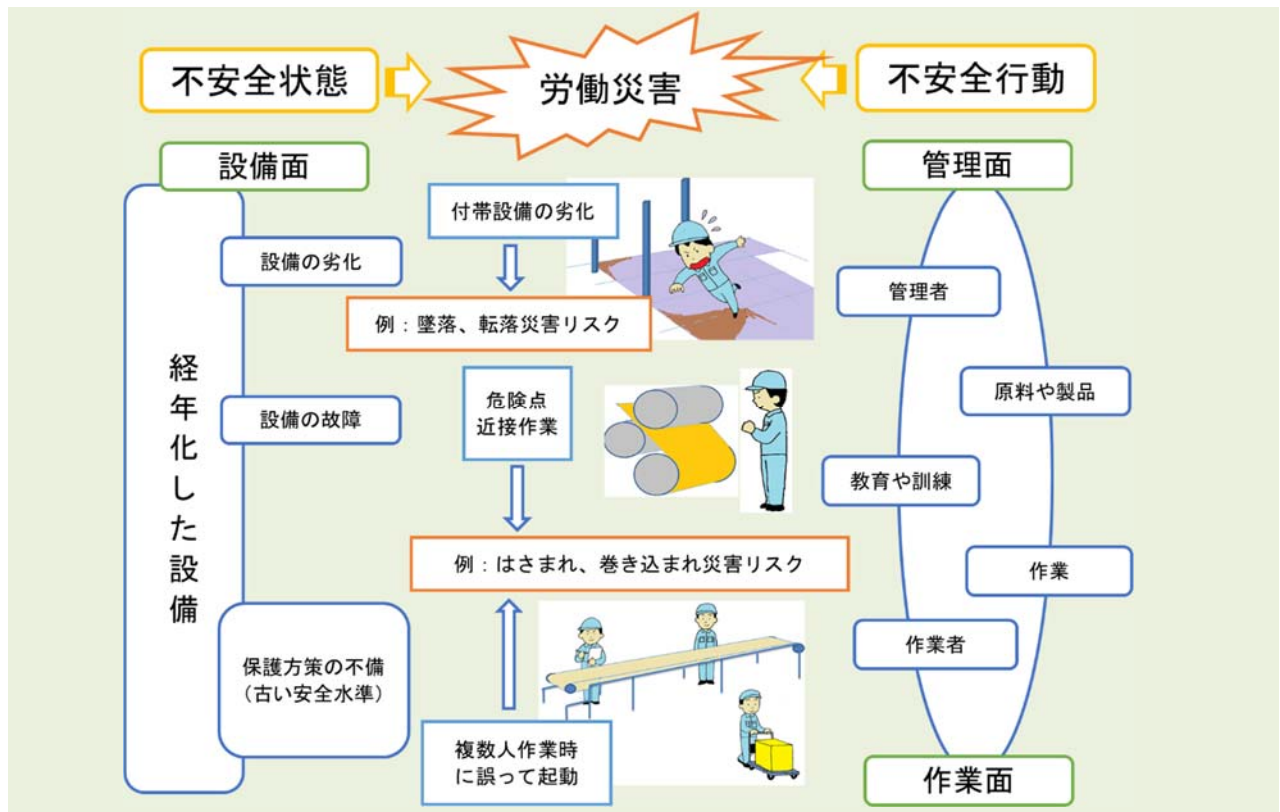 不安全状態
労働災害
不安全行動
設備面
経年化した設備
設備の劣化
設備の故障
保護方策の不備
（古い安全水準）
付帯設備の劣化
例：墜落、転落災害リスク
危険点
近接作業
例：はさまれ、巻き込まれ災害リスク
複数人作業時
に誤って起動
管理面
管理者
原料や製品
教育や訓練
作業
作業者
作業面